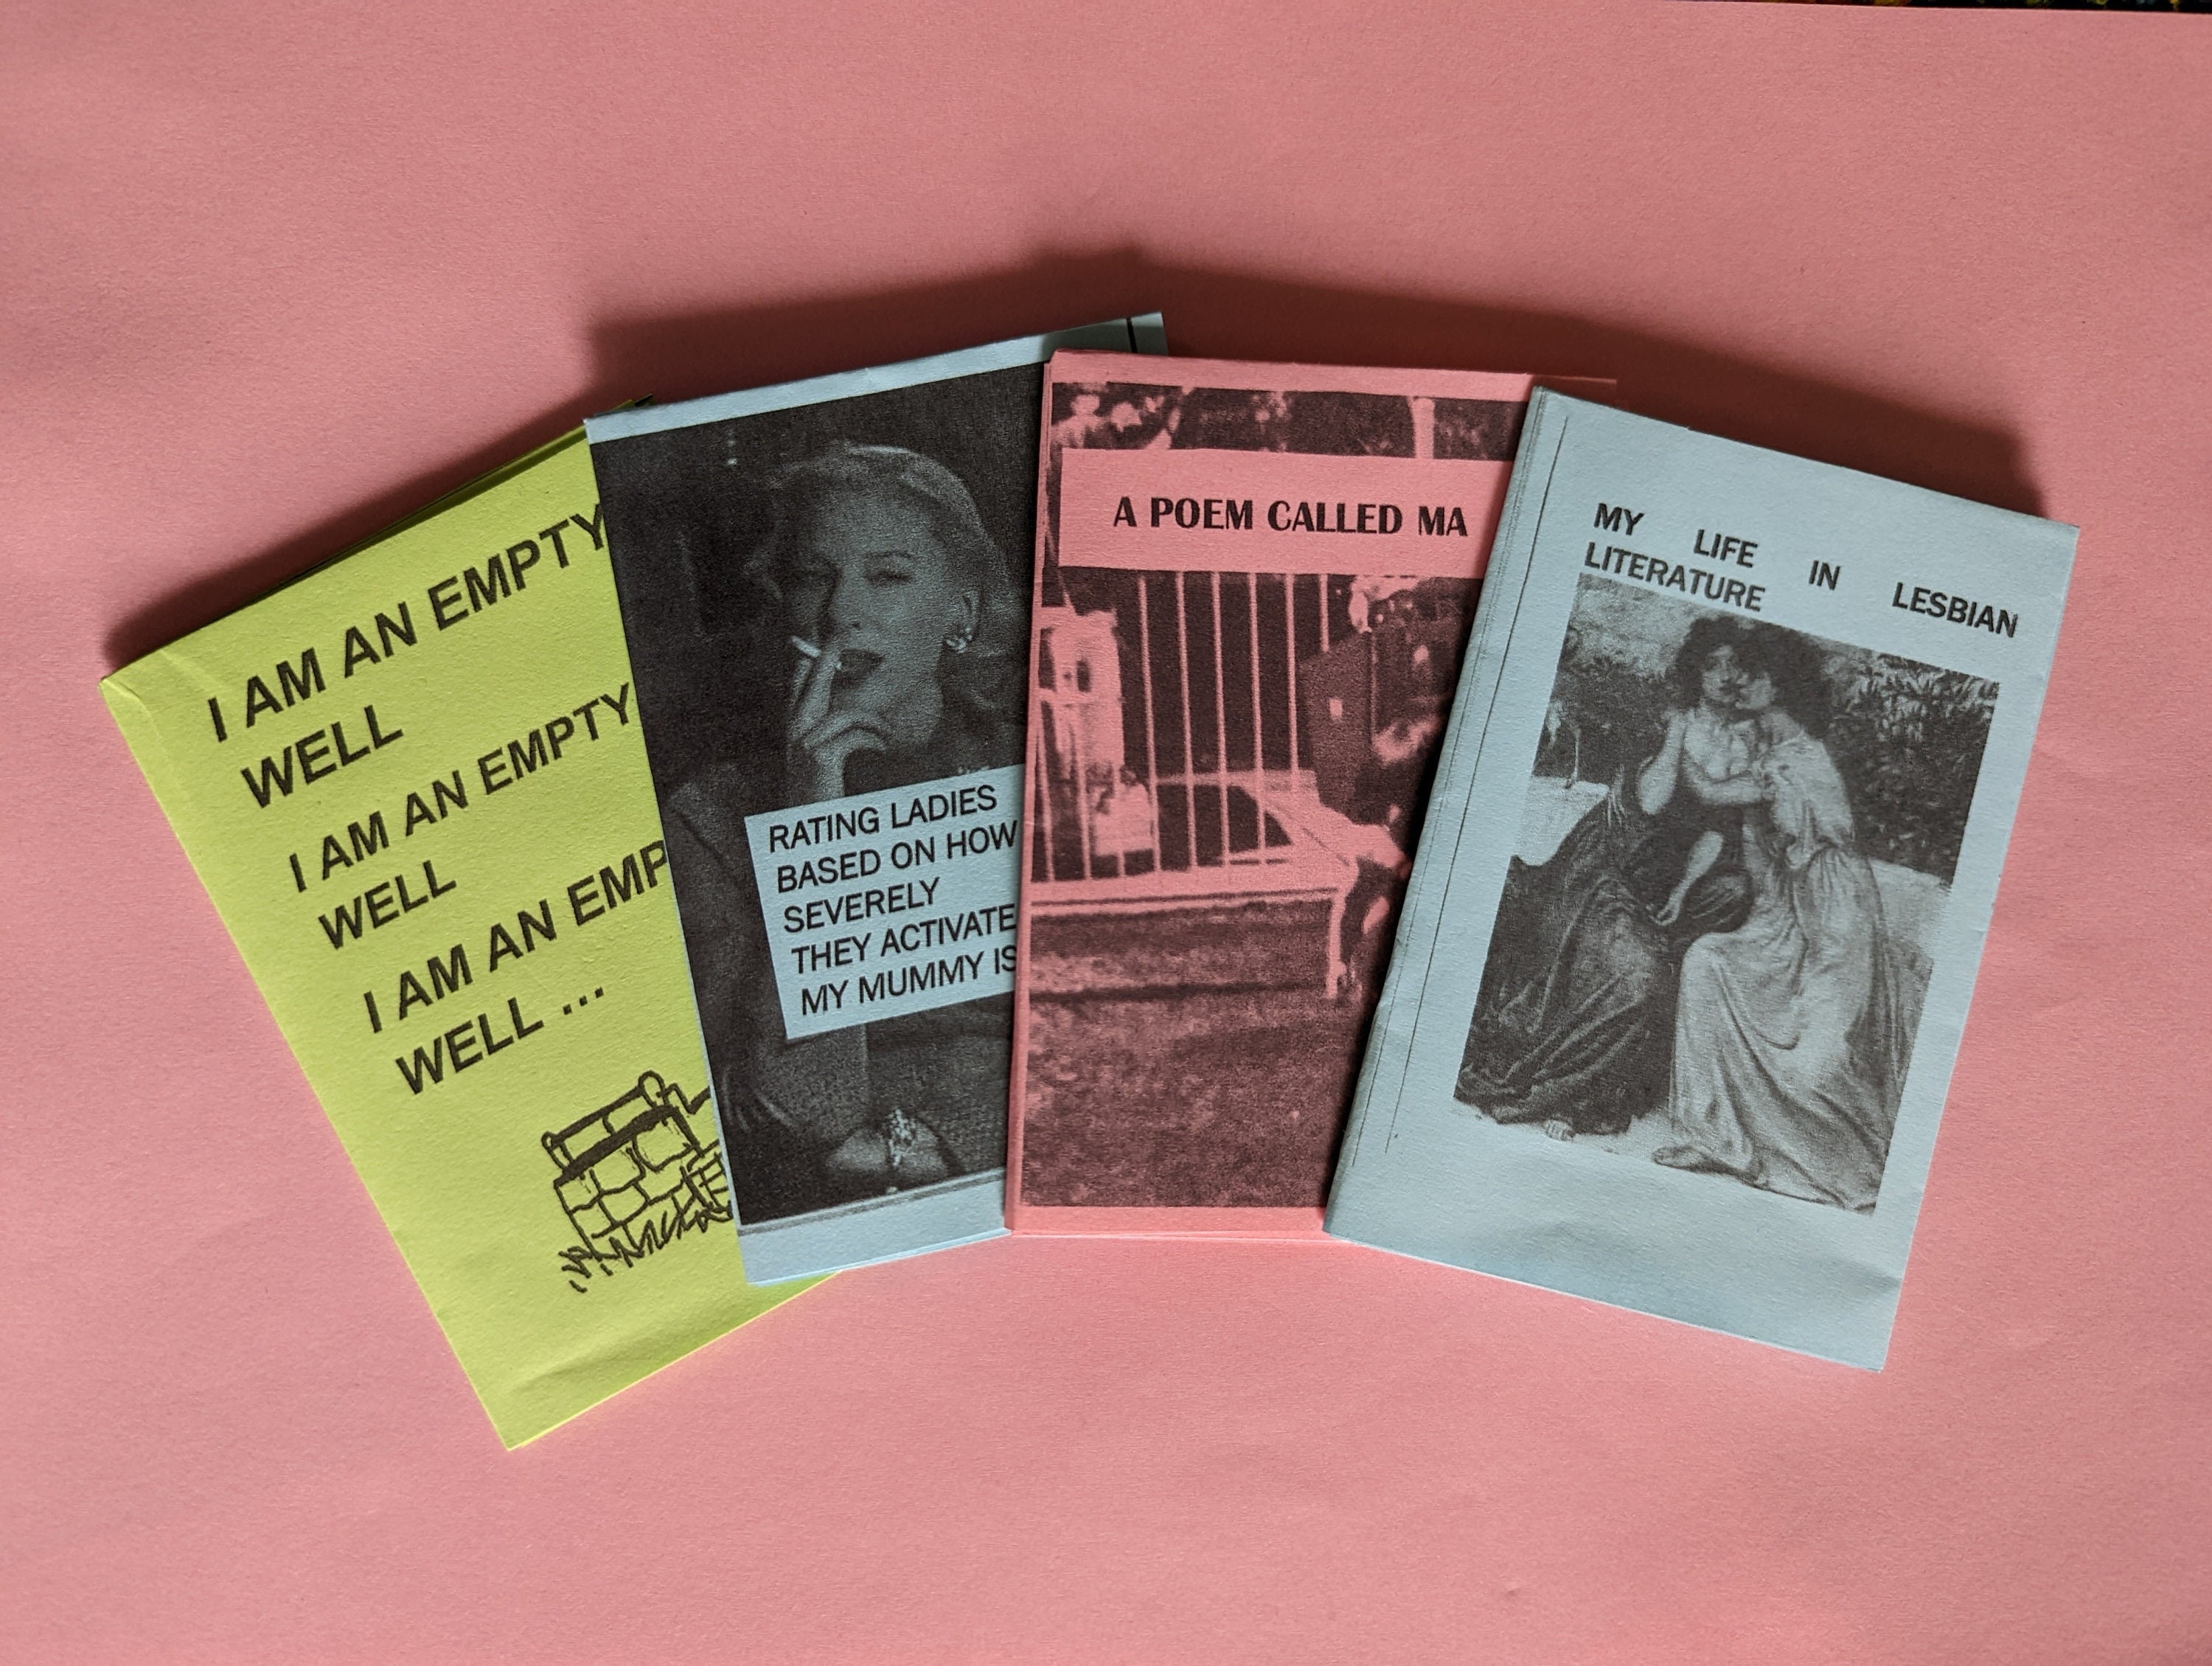 I AM AN EMPTY
WELL
I AM AN EMPTY
WELL
I AM AN EMP
WELL ...
RATING LADIES
BASED ON HOW
SEVERELY
THEY ACTIVATE
MY MUMMY IS
A POEM CALLED MA
MY LIFE IN LESBIAN
LITERATURE